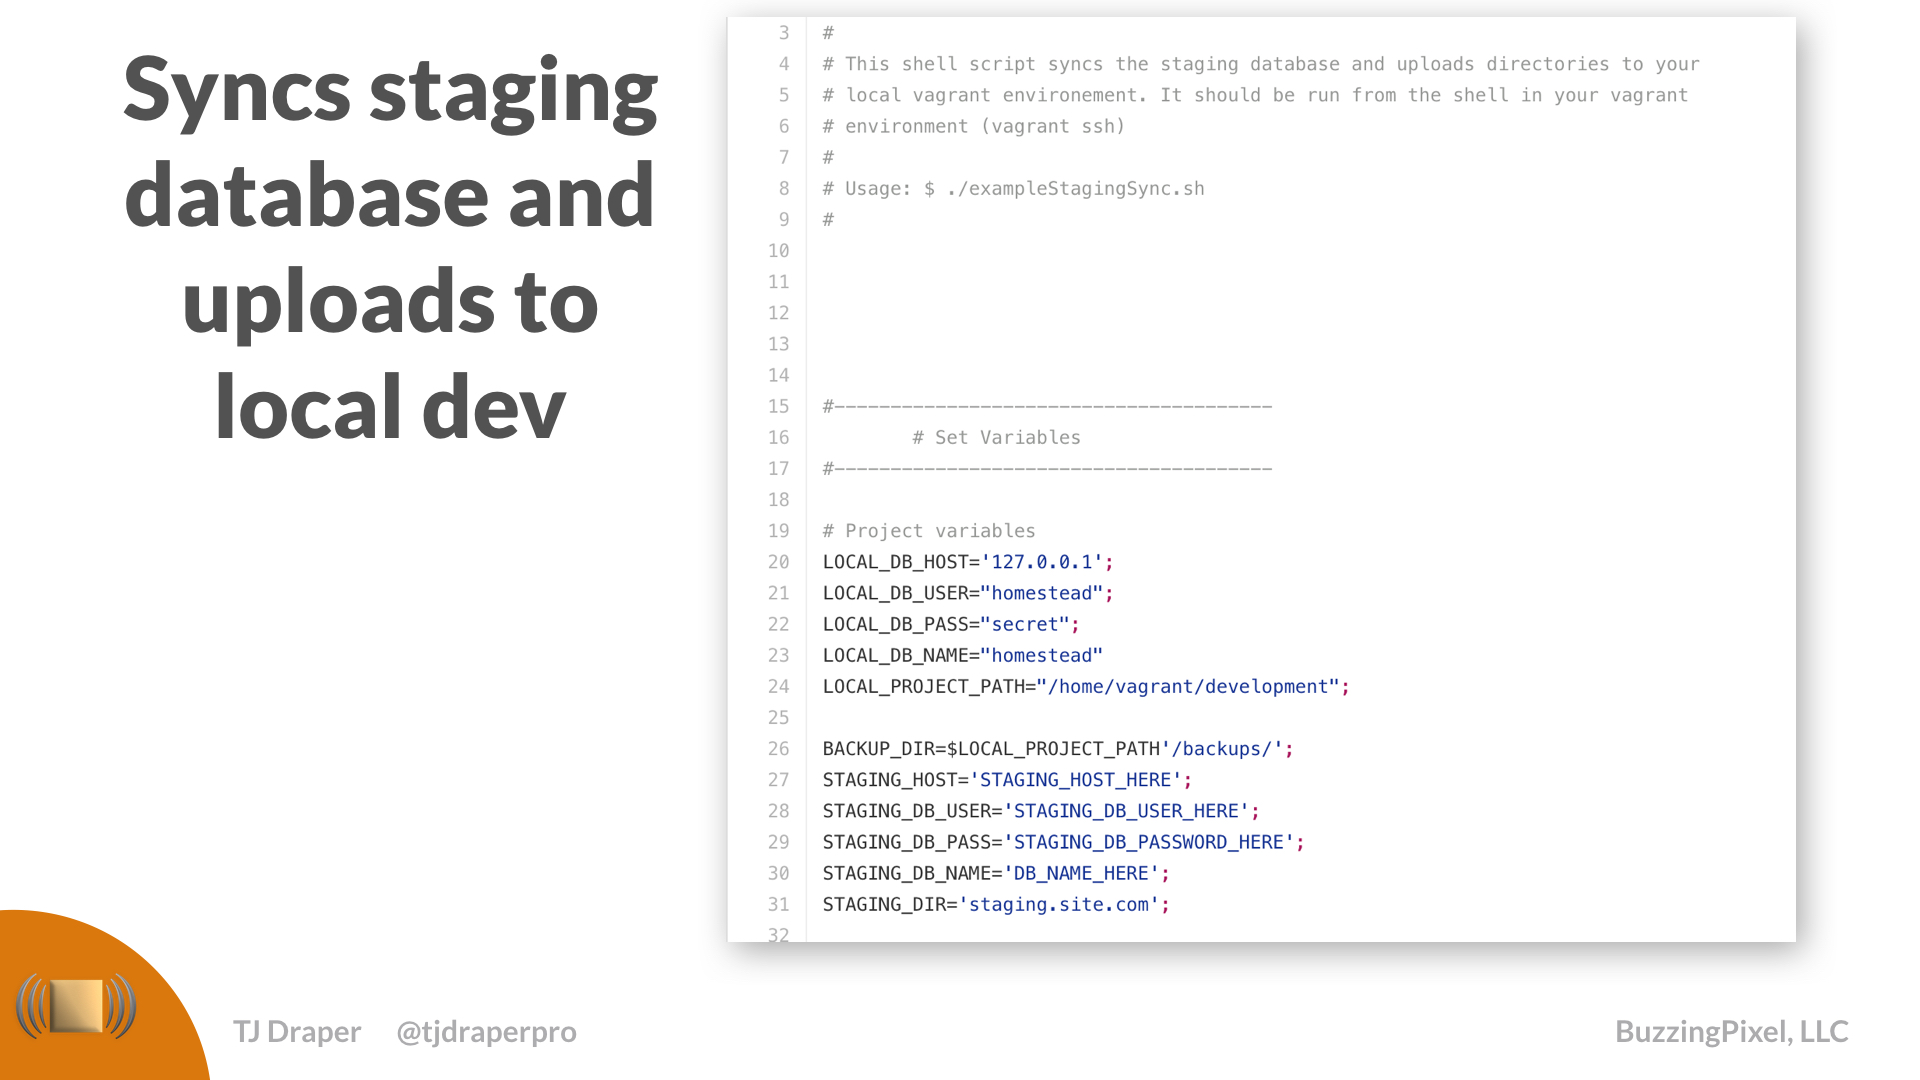 Syncs staging
database and
uploads to
local dev
3 #
4 # This shell script syncs the staging database and uploads directories to your
5 # local vagrant environement. It should be run from the shell in your vagrant
6 # environment (vagrant ssh)
7 #
8 # Usage: $ ./exampleStagingSync.sh
9 #
10
11
12
13
14
15 #---------------------------------------
16         # Set Variables
17 #---------------------------------------
18
19 # Project variables
20 LOCAL_DB_HOST='127.0.0.1';
21 LOCAL_DB_USER="homestead";
22 LOCAL_DB_PASS="secret";
23 LOCAL_DB_NAME="homestead"
24 LOCAL_PROJECT_PATH="/home/vagrant/development";
25
26 BACKUP_DIR=$LOCAL_PROJECT_PATH'/backups/';
27 STAGING_HOST='STAGING_HOST_HERE';
28 STAGING_DB_USER='STAGING_DB_USER_HERE';
29 STAGING_DB_PASS='STAGING_DB_PASSWORD_HERE';
30 STAGING_DB_NAME='DB_NAME_HERE';
31 STAGING_DIR='staging.site.com';
32
TJ Draper @tjdraperpro
BuzzingPixel, LLC